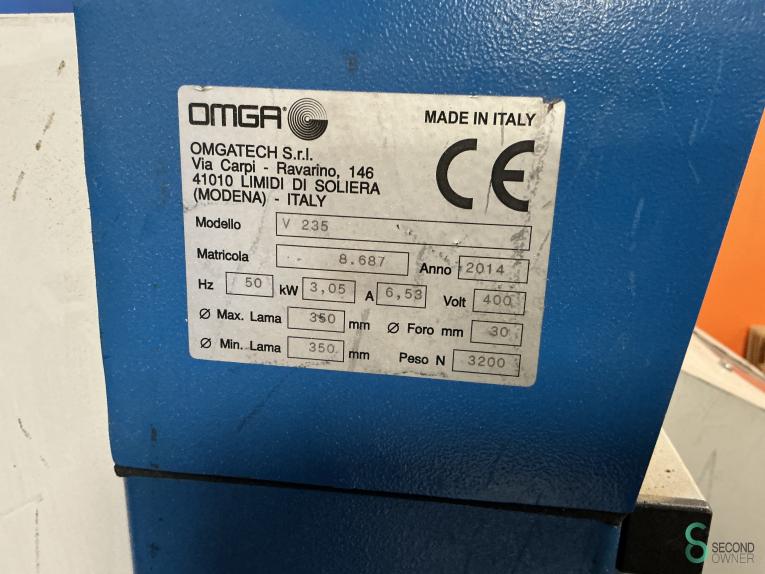 OMGA®
MADE IN ITALY
OMGATECH S.r.l.
Via Carpi - Ravarino, 146
41010 LIMIDI DI SOLIERA
(MODENA) - ITALY
CE
Modello V 235
Matricola 8.687 Anno 2014
Hz 50 kW 3,05 A 6,53 Volt 400
Ø Max. Lama 350 mm Ø Foro mm 30
Ø Min. Lama 350 mm Peso N 3200
SECOND
OWNER